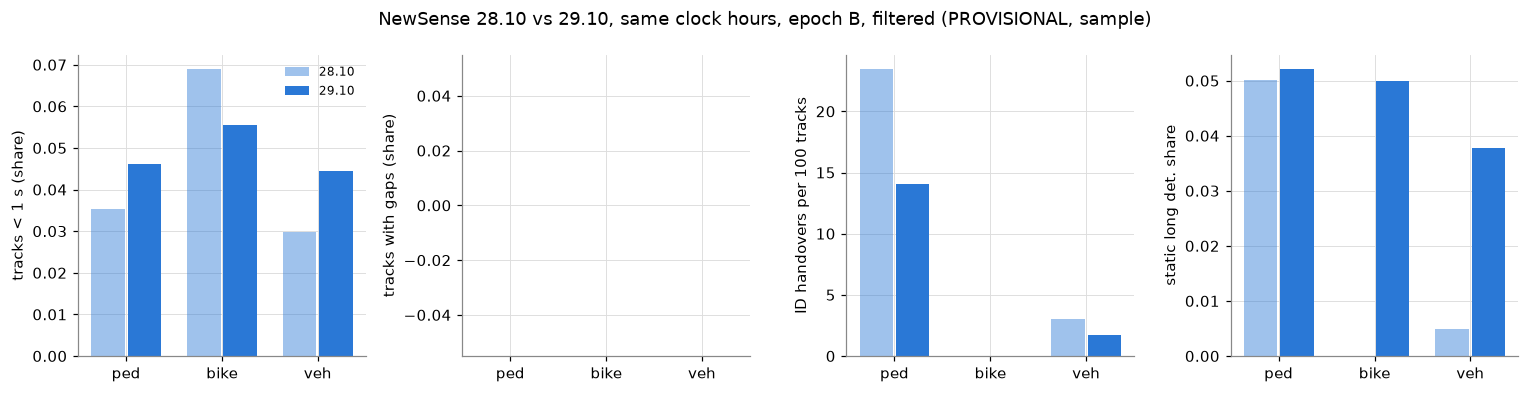 NewSense 28.10 vs 29.10, same clock hours, epoch B, filtered (PROVISIONAL, sample)
tracks < 1 s (share)
0.07
0.06
0.05
0.04
0.03
0.02
0.01
0.00
28.10
29.10
ped bike veh
tracks with gaps (share)
0.04
0.02
0.00
−0.02
−0.04
ped bike veh
ID handovers per 100 tracks
20
15
10
5
0
ped bike veh
static long det. share
0.05
0.04
0.03
0.02
0.01
0.00
ped bike veh